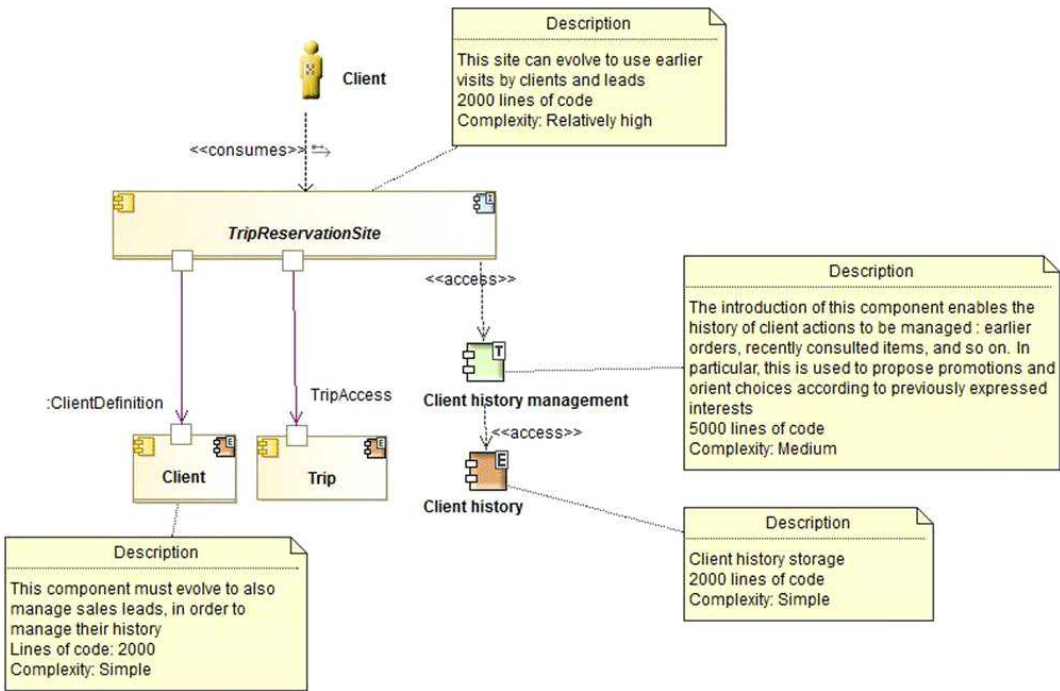 Description
This site can evolve to use earlier
visits by clients and leads
2000 lines of code
Complexity: Relatively high
Client
<<consumes>>
I
TripReservationSite
<<access>>
Description
The introduction of this component enables the
history of client actions to be managed : earlier
orders, recently consulted items, and so on. In
particular, this is used to propose promotions and
orient choices according to previously expressed
interests
5000 lines of code
Complexity: Medium
T
Client history management
:ClientDefinition
TripAccess
<<access>>
E
Client
E
Trip
E
Client history
Description
Client history storage
2000 lines of code
Complexity: Simple
Description
This component must evolve to also
manage sales leads, in order to
manage their history
Lines of code: 2000
Complexity: Simple